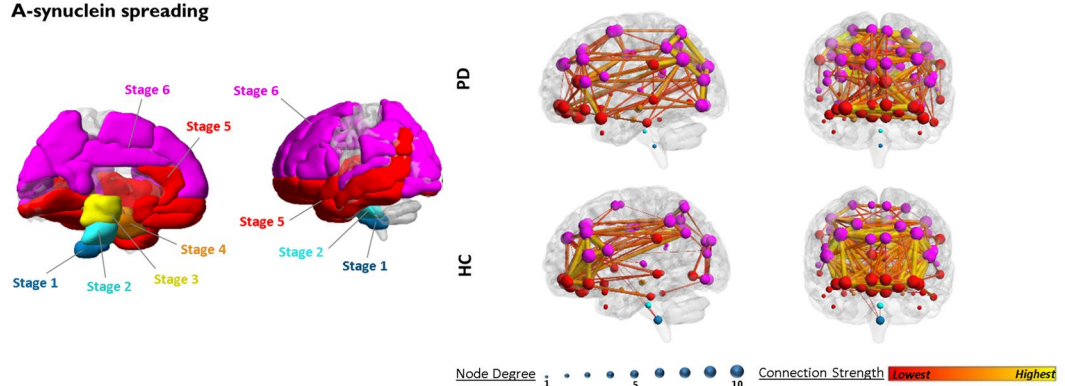 A-synuclein spreading
Stage 6
Stage 5
Stage 4
Stage 3
Stage 2
Stage 1
Stage 6
Stage 5
Stage 2
Stage 1
PD
HC
Node Degree
1 5 10
Connection Strength
Lowest Highest